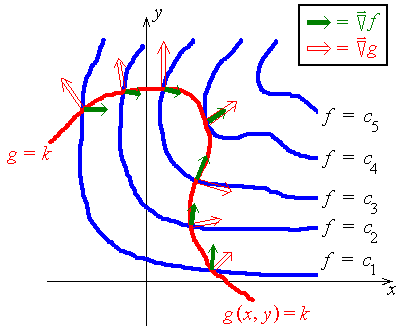 = ∇⃗f
= ∇⃗g
y
f = c₅
g = k
f = c₄
f = c₃
f = c₂
f = c₁
x
g(x, y) = k